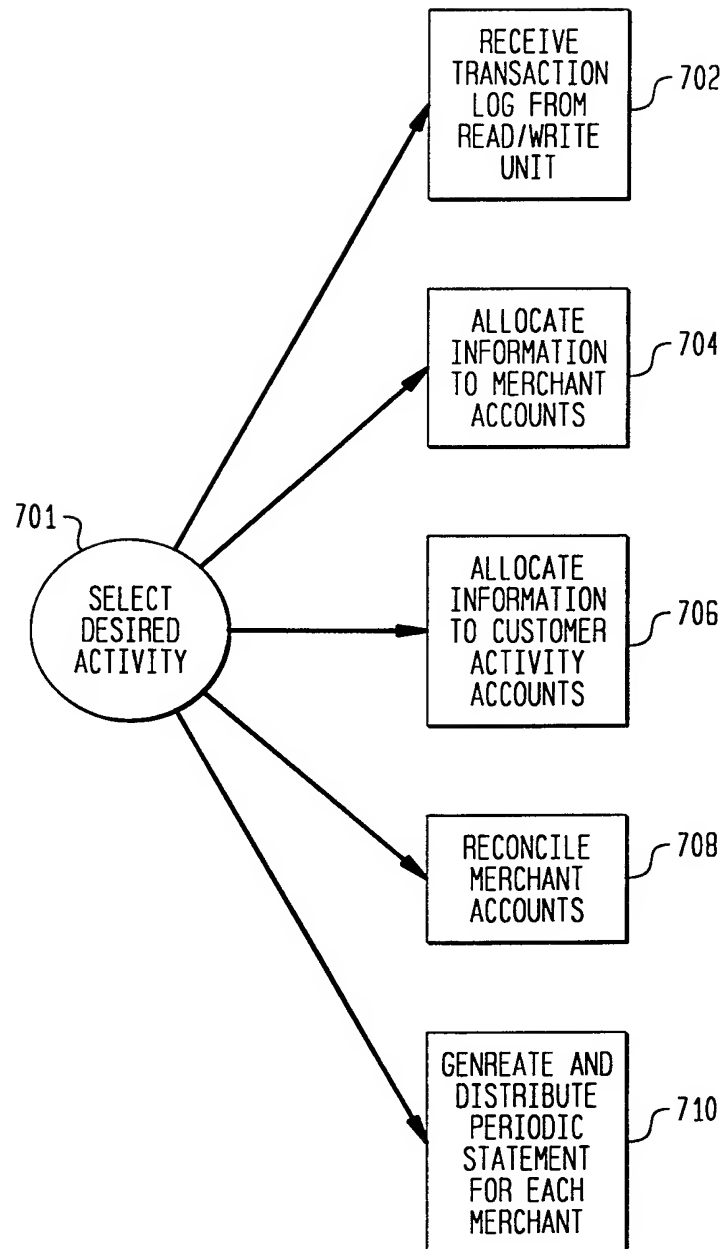 RECEIVE
TRANSACTION
LOG FROM
READ/WRITE
UNIT
702
ALLOCATE
INFORMATION
TO MERCHANT
ACCOUNTS
704
701
SELECT
DESIRED
ACTIVITY
ALLOCATE
INFORMATION
TO CUSTOMER
ACTIVITY
ACCOUNTS
706
RECONCILE
MERCHANT
ACCOUNTS
708
GENREATE AND
DISTRIBUTE
PERIODIC
STATEMENT
FOR EACH
MERCHANT
710